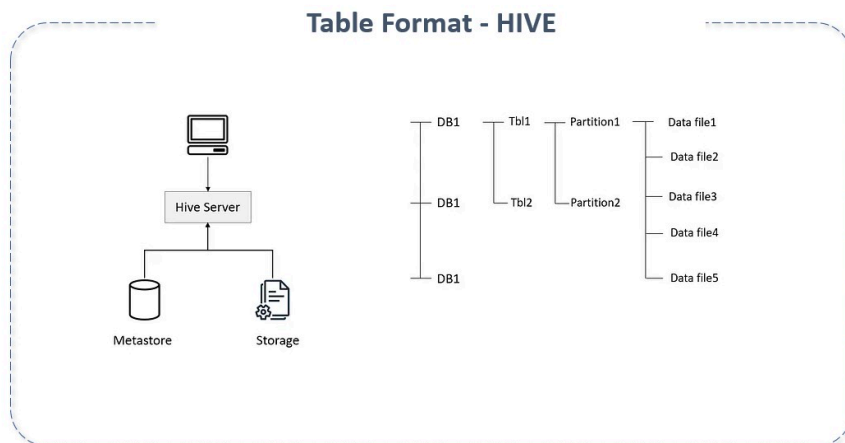 Table Format - HIVE
Hive Server
Metastore
Storage
DB1
Tbl1
Partition1
Data file1
Data file2
DB1
Tbl2
Partition2
Data file3
Data file4
DB1
Data file5